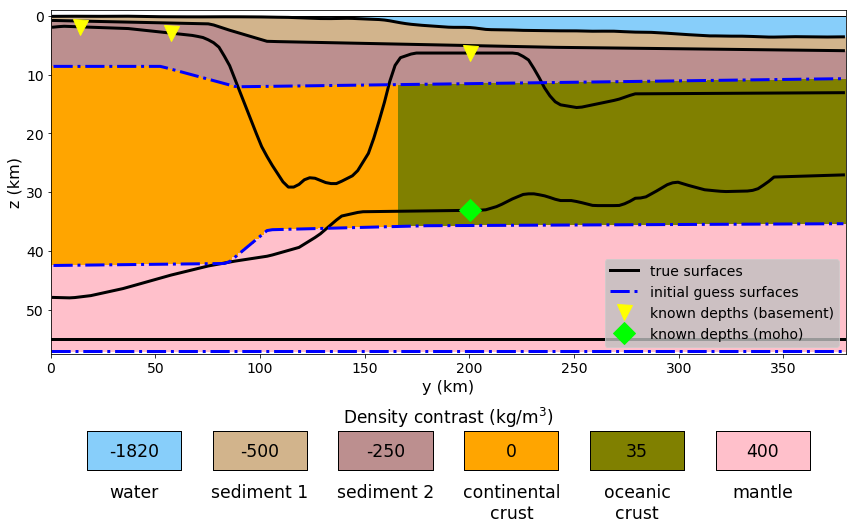 0
10
20
30
40
50
z (km)
0
50
100
150
200
250
300
350
y (km)
true surfaces
initial guess surfaces
known depths (basement)
known depths (moho)
Density contrast (kg/m³)
-1820
-500
-250
0
35
400
water
sediment 1
sediment 2
continental
crust
oceanic
crust
mantle